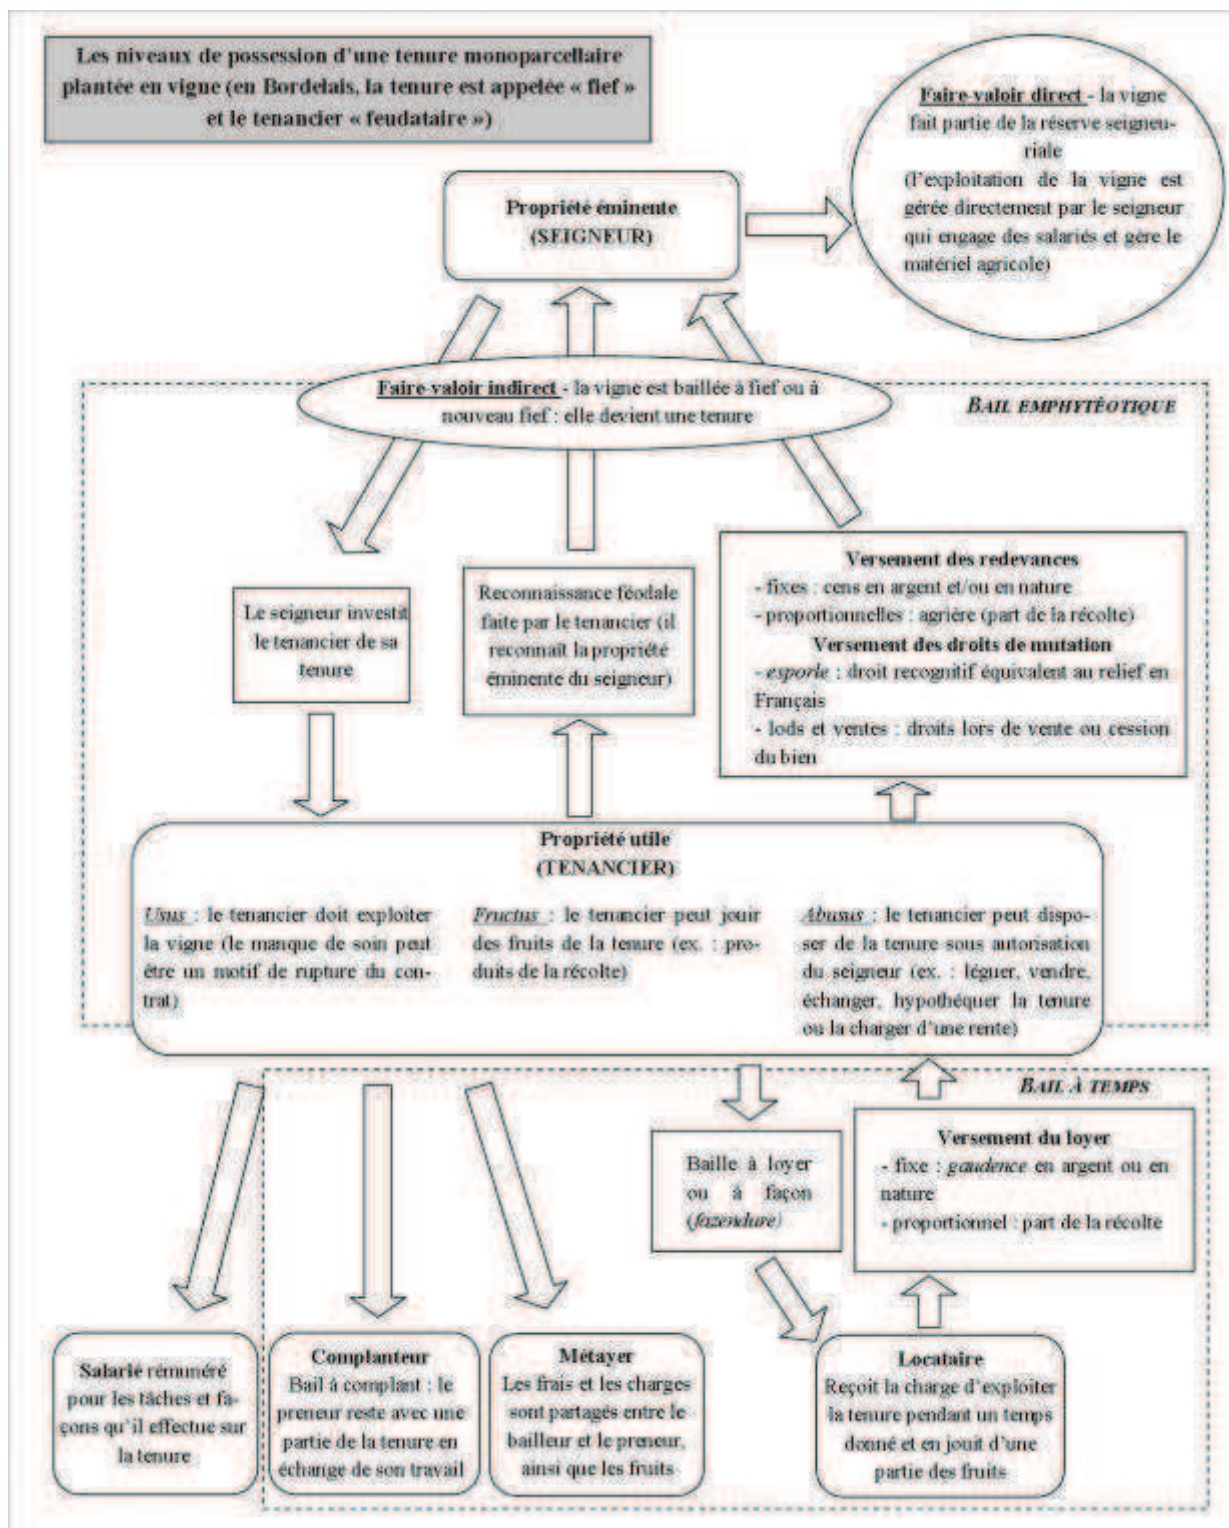 Les niveaux de possession d'une tenure monoparcellaire
plantée en vigne (en Bordelais, la tenure est appelée « fief »
et le tenancier « feudataire »)
Faire-valoir direct - la vigne
fait partie de la réserve seigneu-
riale
(l'exploitation de la vigne est
gérée directement par le seigneur
qui engage des salariés et gère le
matériel agricole)
Propriété éminente
(SEIGNEUR)
Faire-valoir indirect - la vigne est baillée à fief ou à
nouveau fief : elle devient une tenure
BAIL EMPHYTÉOTIQUE
Le seigneur investit
le tenancier de sa
tenure
Reconnaissance féodale
faite par le tenancier (il
reconnaît la propriété
éminente du seigneur)
Versement des redevances
- fixes : cens en argent et/ou en nature
- proportionnelles : agrière (part de la récolte)
Versement des droits de mutation
- esporle : droit recognitif équivalent au relief en
Français
- lods et ventes : droits lors de vente ou cession
du bien
Propriété utile
(TENANCIER)
Usus : le tenancier doit exploiter
la vigne (le manque de soin peut
être un motif de rupture du con-
trat)
Fructus : le tenancier peut jouir
des fruits de la tenure (ex. : pro-
duits de la récolte)
Abusus : le tenancier peut dispo-
ser de la tenure sous autorisation
du seigneur (ex. : léguer, vendre,
échanger, hypothéquer la tenure
ou la charger d'une rente)
BAIL À TEMPS
Baille à loyer
ou à façon
(fazendure)
Versement du loyer
- fixe : gaudence en argent ou en
nature
- proportionnel : part de la récolte
Salarié rémunéré
pour les tâches et fa-
çons qu'il effectue sur
la tenure
Complanteur
Bail à complant : le
preneur reste avec une
partie de la tenure en
échange de son travail
Métayer
Les frais et les charges
sont partagés entre le
bailleur et le preneur,
ainsi que les fruits
Locataire
Reçoit la charge d'exploiter
la tenure pendant un temps
donné et en jouit d'une
partie des fruits